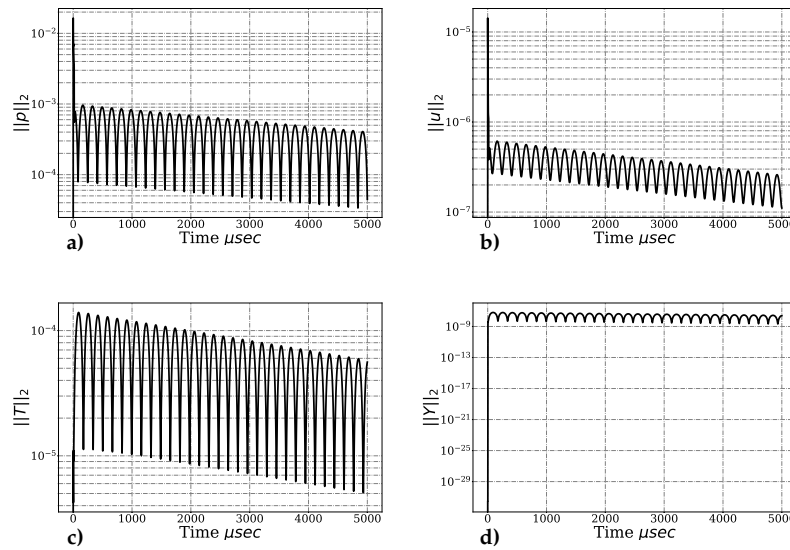 10⁻²
10⁻³
10⁻⁴
||p||₂
0 1000 2000 3000 4000 5000
Time μsec
a)
10⁻⁵
10⁻⁶
10⁻⁷
||u||₂
0 1000 2000 3000 4000 500
Time μsec
b)
10⁻⁴
10⁻⁵
||T||₂
0 1000 2000 3000 4000 5000
Time μsec
c)
10⁻⁹
10⁻¹³
10⁻¹⁷
10⁻²¹
10⁻²⁵
10⁻²⁹
||Y||₂
0 1000 2000 3000 4000 500
Time μsec
d)